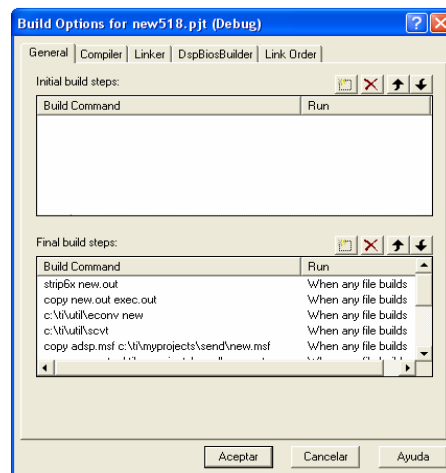 Build Options for new518.pjt (Debug)
General Compiler Linker DspBiosBuilder Link Order
Initial build steps:
Build Command Run
Final build steps:
Build Command Run
strip6x new.out When any file builds
copy new.out exec.out When any file builds
c:\ti\util\econv new When any file builds
c:\ti\util\scvt When any file builds
copy adsp.msf c:\ti\myprojects\send\new.msf When any file builds
Aceptar Cancelar Ayuda